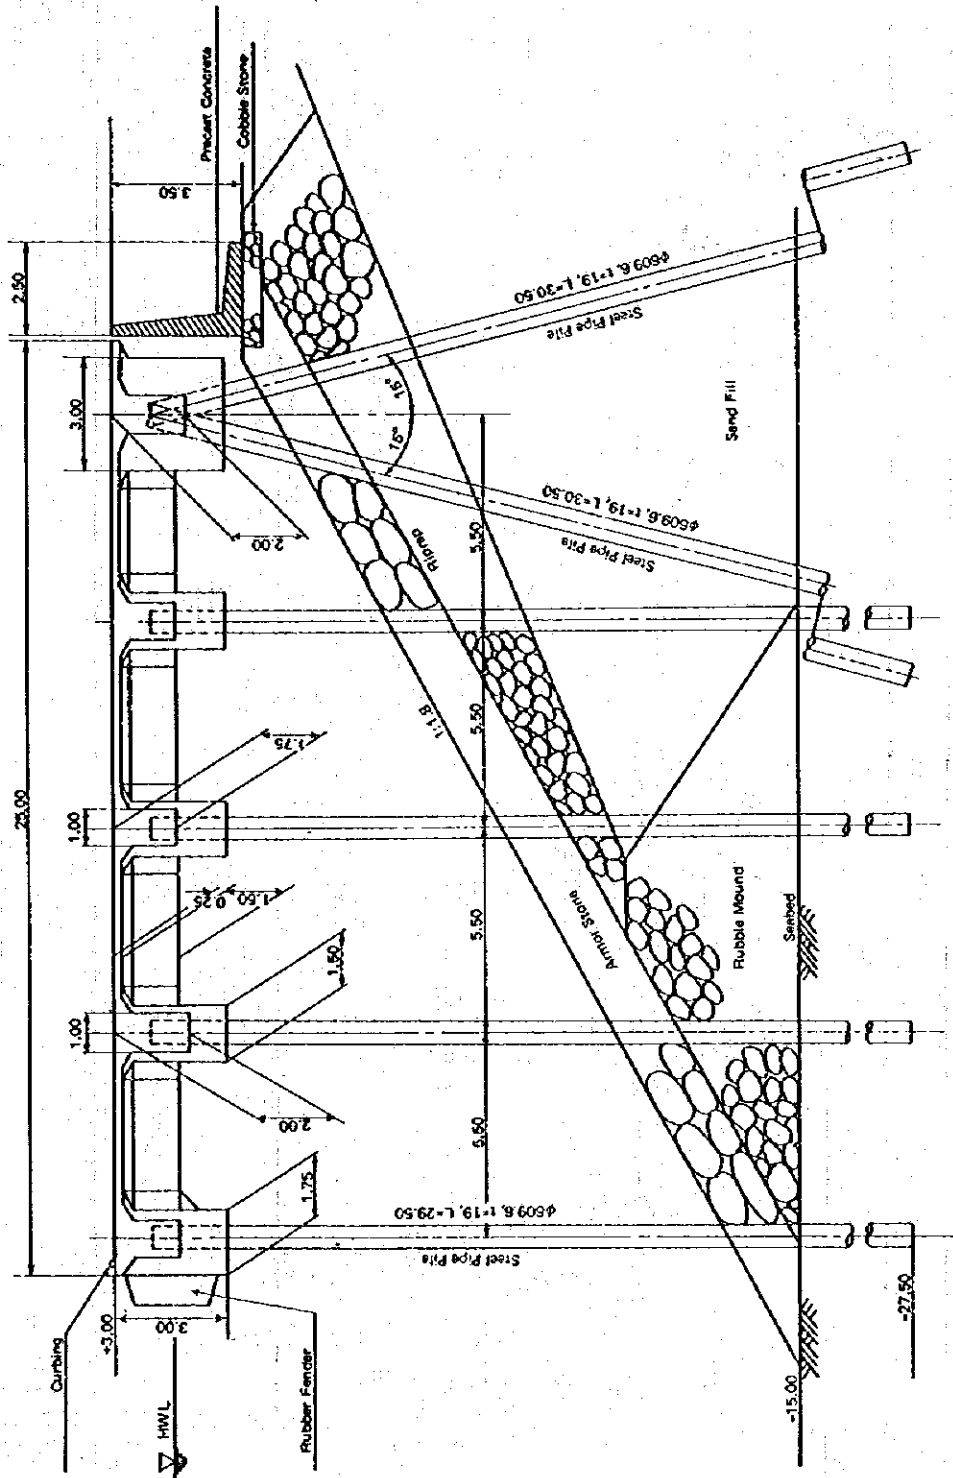 Curbing
HWL
Rubber Fender
Precast Concrete
Cobble Stone
25.00
2.50
3.00
3.50
1.00
1.00
+3.00
3.00
1.75
2.00
1.50
0.25
1.50
1.75
2.00
15°
15°
5.50
5.50
5.50
5.50
1:1.8
Riprap
Armor Stone
Rubble Mound
Seabed
Sand Fill
Steel Pipe Pile
φ609.6, t=19, L=29.50
Steel Pipe Pile
φ609.6, t=19, L=30.50
Steel Pipe Pile
φ609.6, t=19, L=30.50
-15.00
-27.50